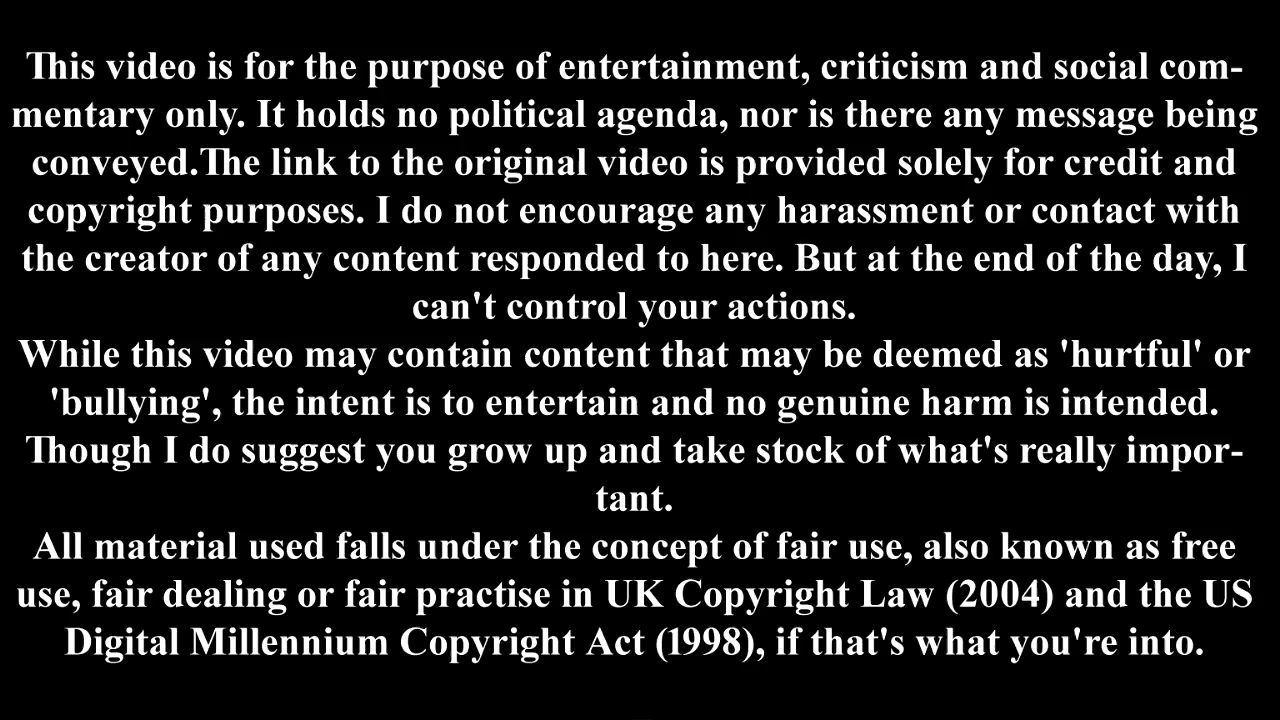 This video is for the purpose of entertainment, criticism and social com-
mentary only. It holds no political agenda, nor is there any message being
conveyed.The link to the original video is provided solely for credit and
copyright purposes. I do not encourage any harassment or contact with
the creator of any content responded to here. But at the end of the day, I
can't control your actions.
While this video may contain content that may be deemed as 'hurtful' or
'bullying', the intent is to entertain and no genuine harm is intended.
Though I do suggest you grow up and take stock of what's really impor-
tant.
All material used falls under the concept of fair use, also known as free
use, fair dealing or fair practise in UK Copyright Law (2004) and the US
Digital Millennium Copyright Act (1998), if that's what you're into.